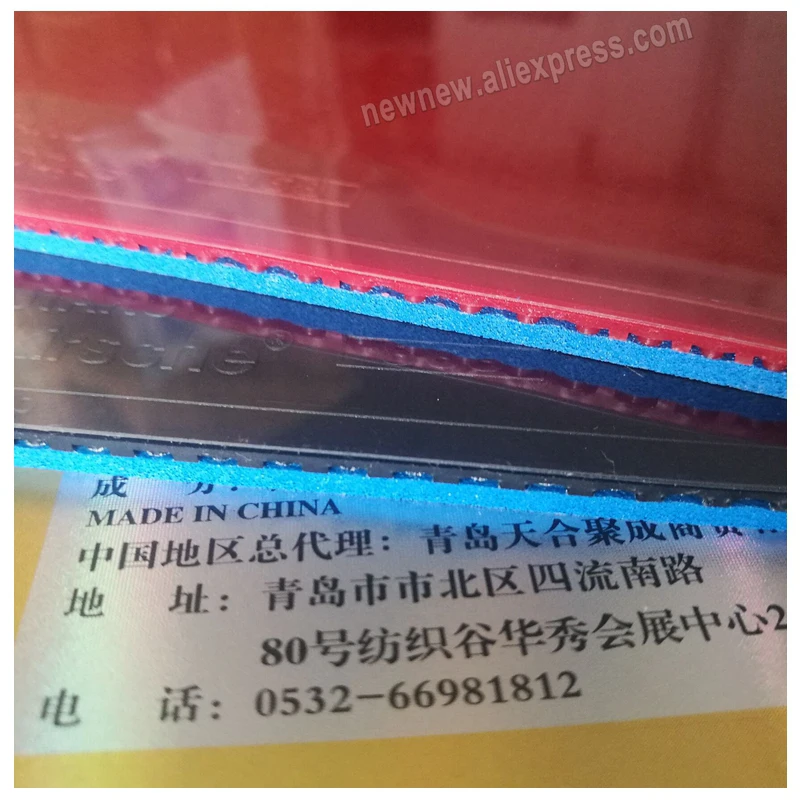 newnew.aliexpress.com
MADE IN CHINA
中国地区总代理：青岛天合聚成商贸
地 址：青岛市市北区四流南路
80号纺织谷华秀会展中心2
电 话：0532-66981812